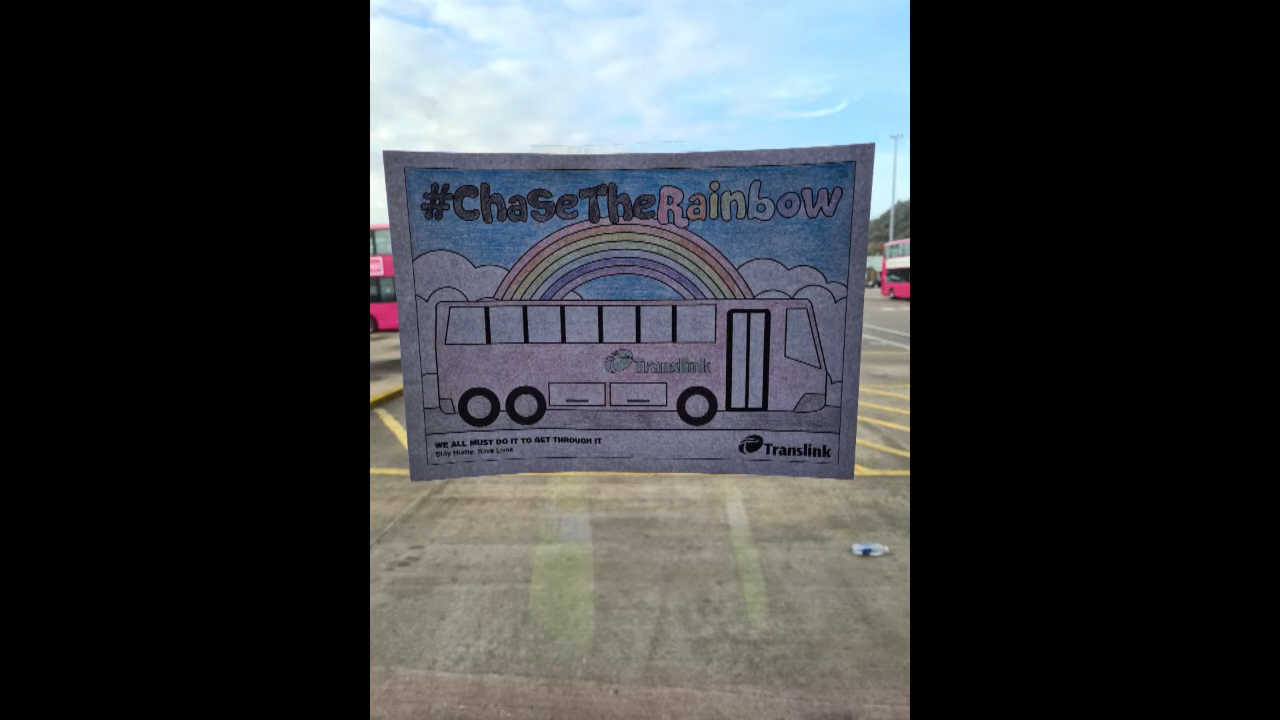 #ChaseTheRainbow
Translink
WE ALL MUST DO IT TO GET THROUGH IT
Stay Home, Save Lives
Translink